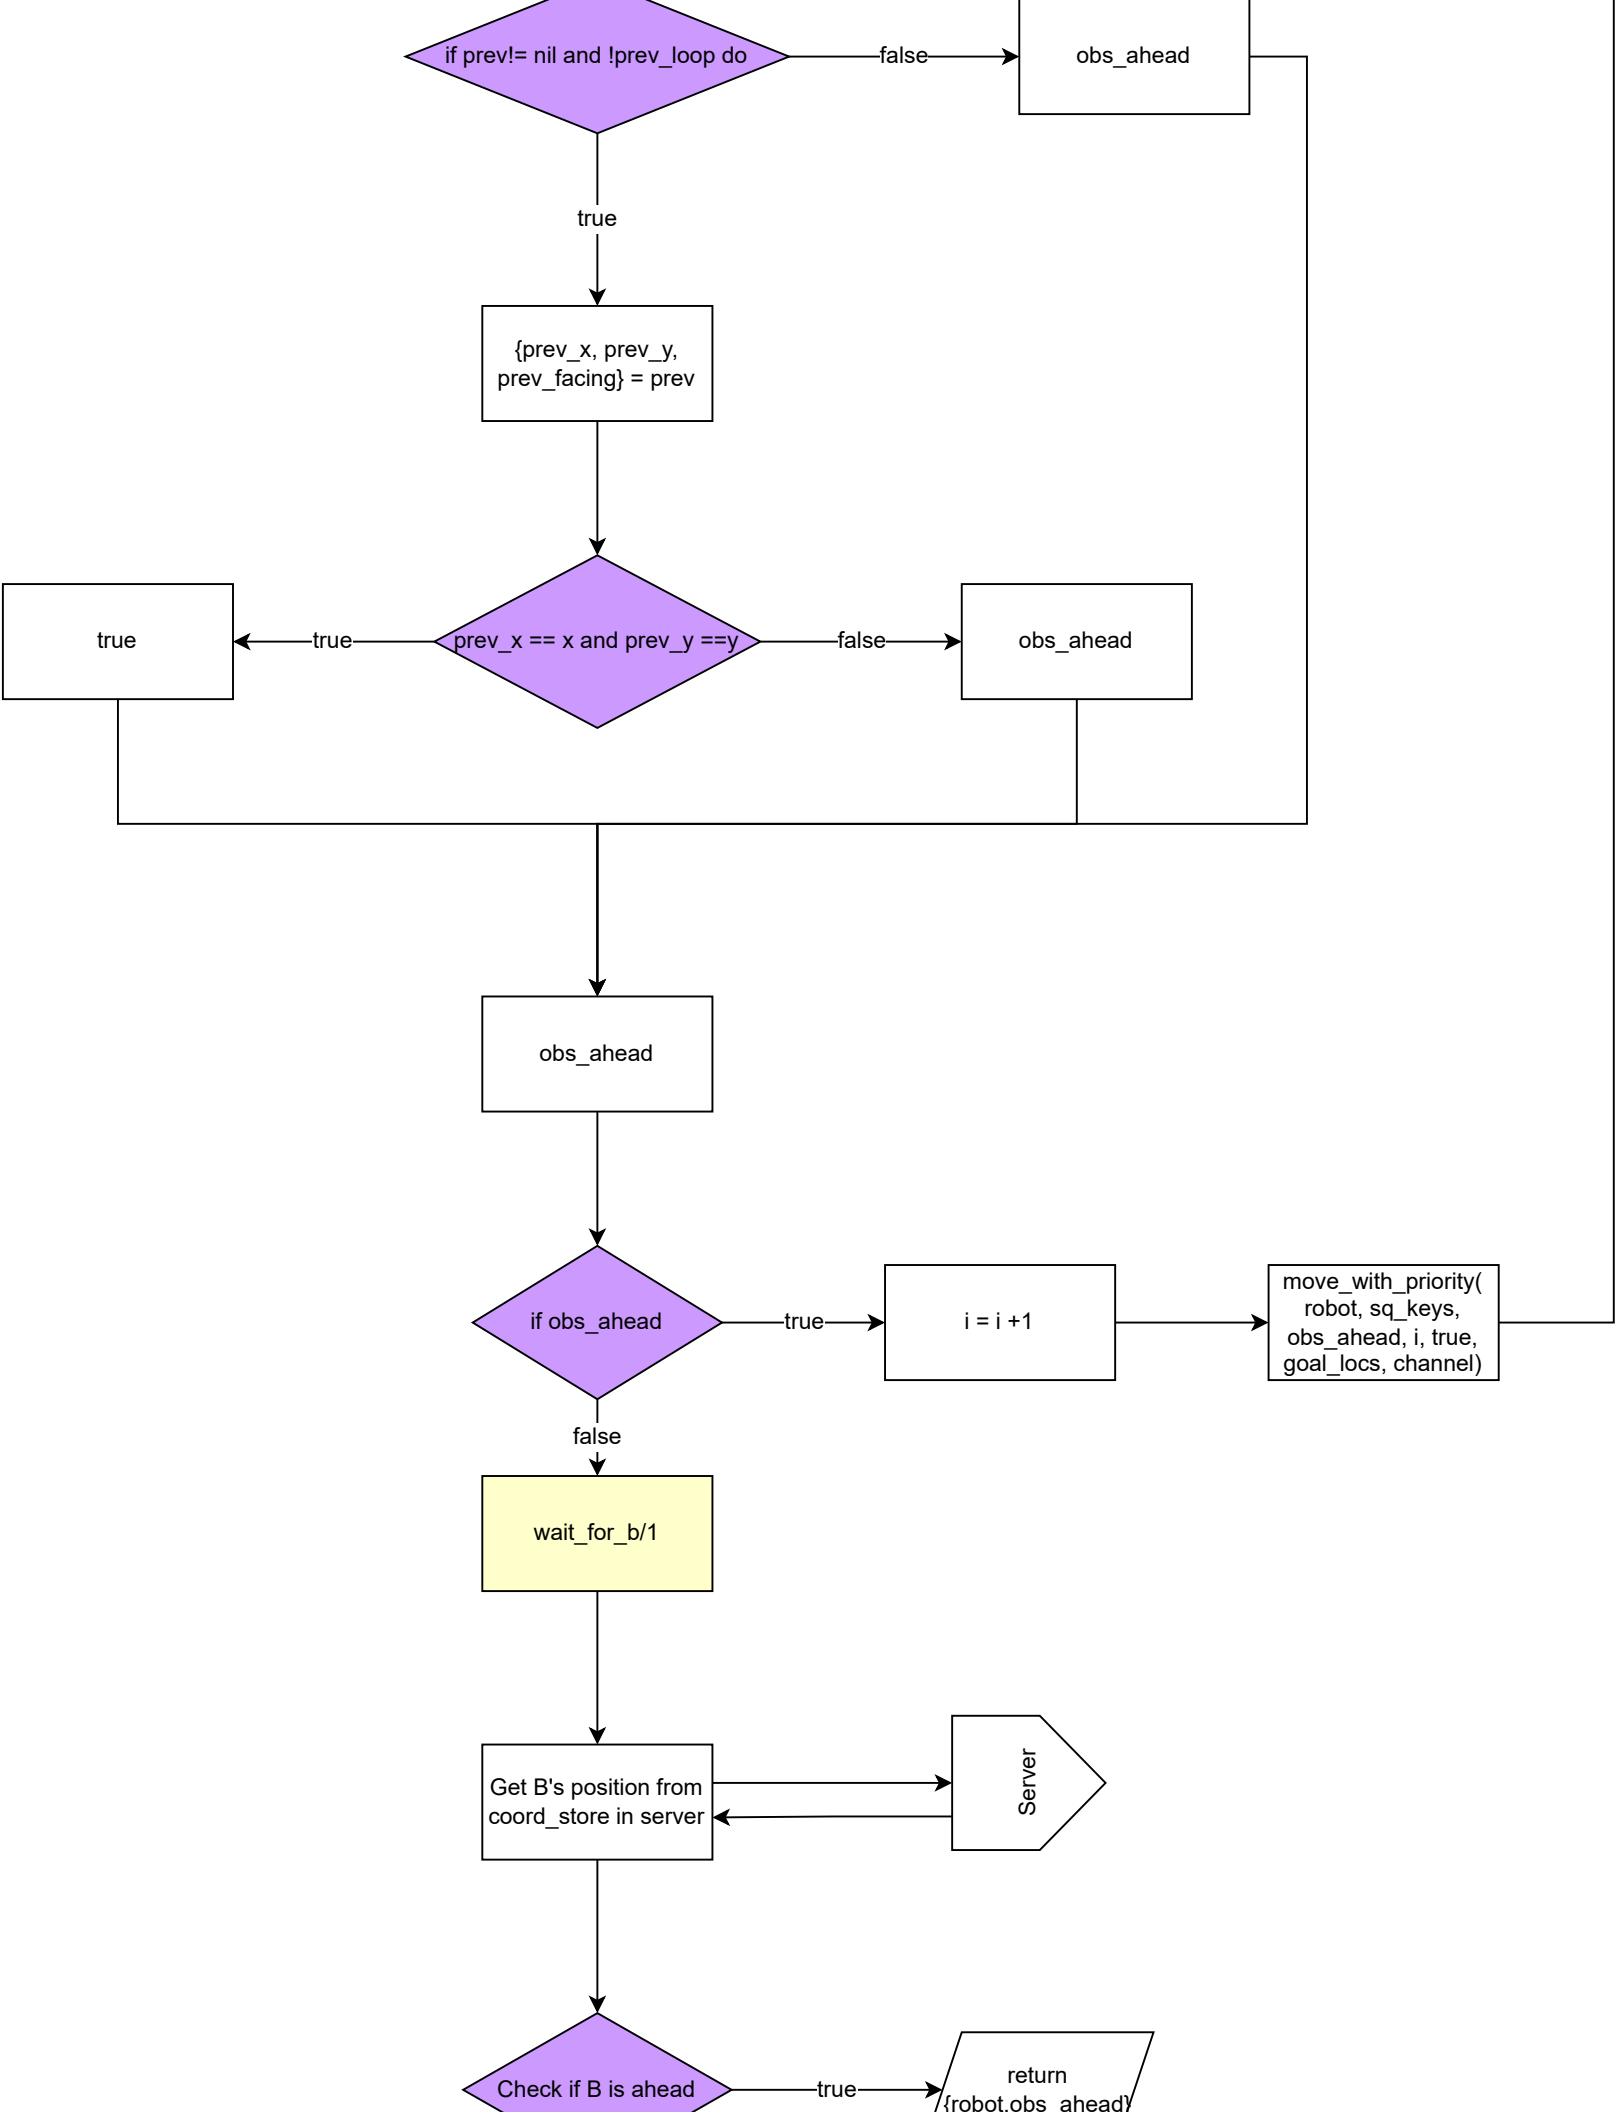 if prev!= nil and !prev_loop do
false
obs_ahead
true
{prev_x, prev_y,
prev_facing} = prev
true
true
prev_x == x and prev_y ==y
false
obs_ahead
obs_ahead
if obs_ahead
true
i = i +1
move_with_priority(
robot, sq_keys,
obs_ahead, i, true,
goal_locs, channel)
false
wait_for_b/1
Get B's position from
coord_store in server
Server
Check if B is ahead
true
return
{robot,obs_ahead}